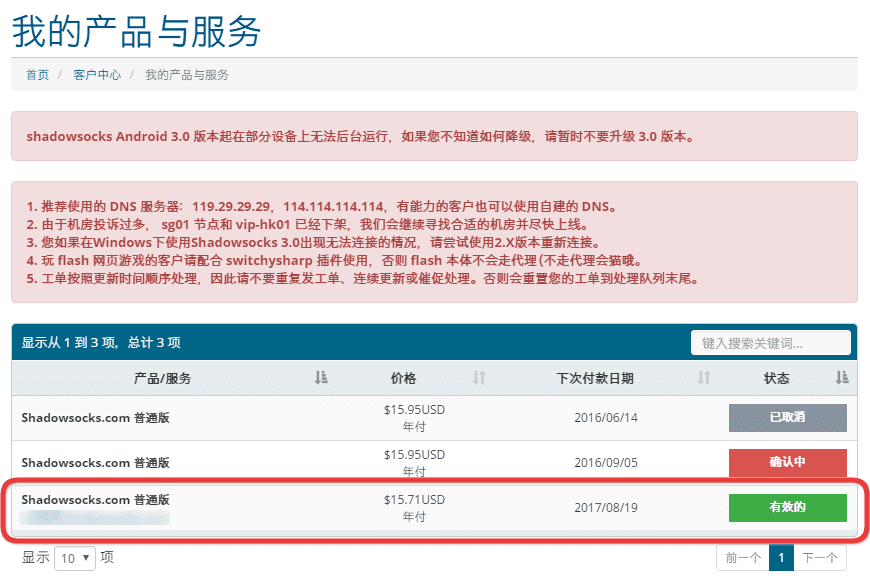 我的产品与服务
首页 / 客户中心 / 我的产品与服务
shadowsocks Android 3.0 版本起在部分设备上无法后台运行，如果您不知道如何降级，请暂时不要升级 3.0 版本。
1. 推荐使用的 DNS 服务器：119.29.29.29，114.114.114.114，有能力的客户也可以使用自建的 DNS。
2. 由于机房投诉过多， sg01 节点和 vip-hk01 已经下架，我们会继续寻找合适的机房并尽快上线。
3. 您如果在Windows下使用Shadowsocks 3.0出现无法连接的情况，请尝试使用2.X版本重新连接。
4. 玩 flash 网页游戏的客户请配合 switchysharp 插件使用，否则 flash 本体不会走代理(不走代理会猫哦。
5. 工单按照更新时间顺序处理，因此请不要重复发工单、连续更新或催促处理。否则会重置您的工单到处理队列末尾。
显示从 1 到 3 项，总计 3 项 键入搜索关键词...
产品/服务 价格 下次付款日期 状态
Shadowsocks.com 普通版 $15.95USD 2016/06/14 已取消
年付
Shadowsocks.com 普通版 $15.95USD 2016/09/05 确认中
年付
Shadowsocks.com 普通版 $15.71USD 2017/08/19 有效的
年付
显示 10 项 前一个 1 下一个